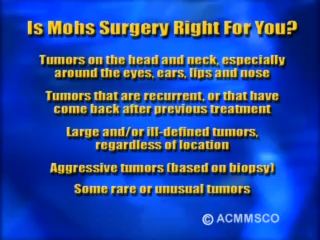 Is Mohs Surgery Right For You?
Tumors on the head and neck, especially
around the eyes, ears, lips and nose
Tumors that are recurrent, or that have
come back after previous treatment
Large and/or ill-defined tumors,
regardless of location
Aggressive tumors (based on biopsy)
Some rare or unusual tumors
© ACMMSCO